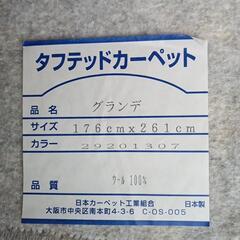 タフテッドカーペット
品名 グランデ
サイズ 176cm×261cm
カラー 29201307
品質 ウール 100%
日本カーペット工業組合 日本製
大阪市中央区南本町4-3-6 C-OS-005